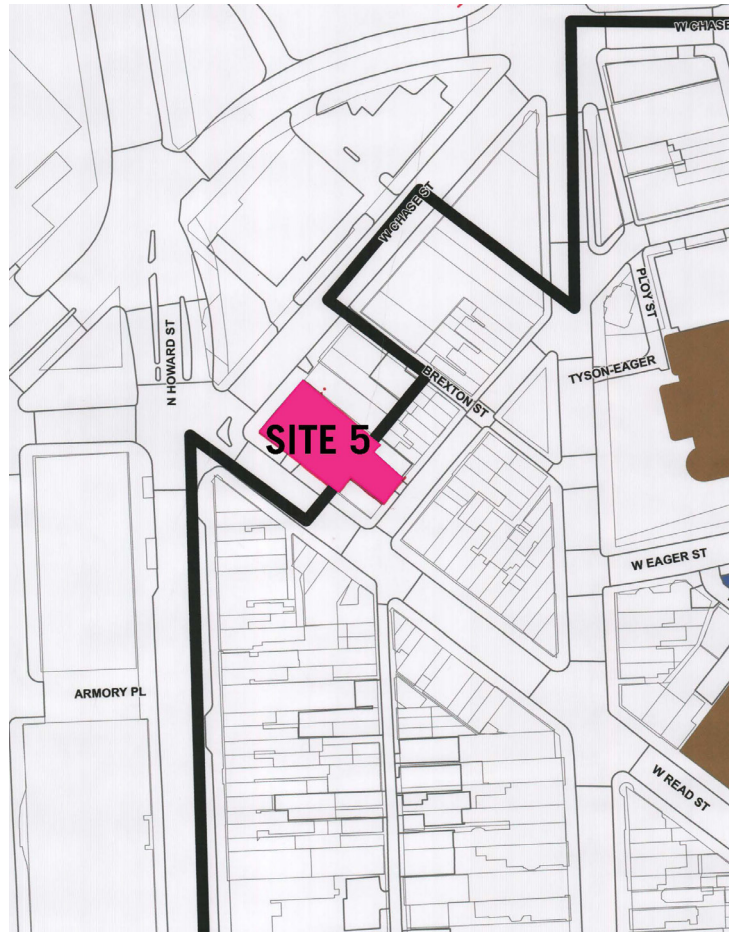 W CHASE
W CHASE ST
PLOY ST
N HOWARD ST
TYSON-EAGER
BREXTON ST
SITE 5
W EAGER ST
ARMORY PL
W READ ST